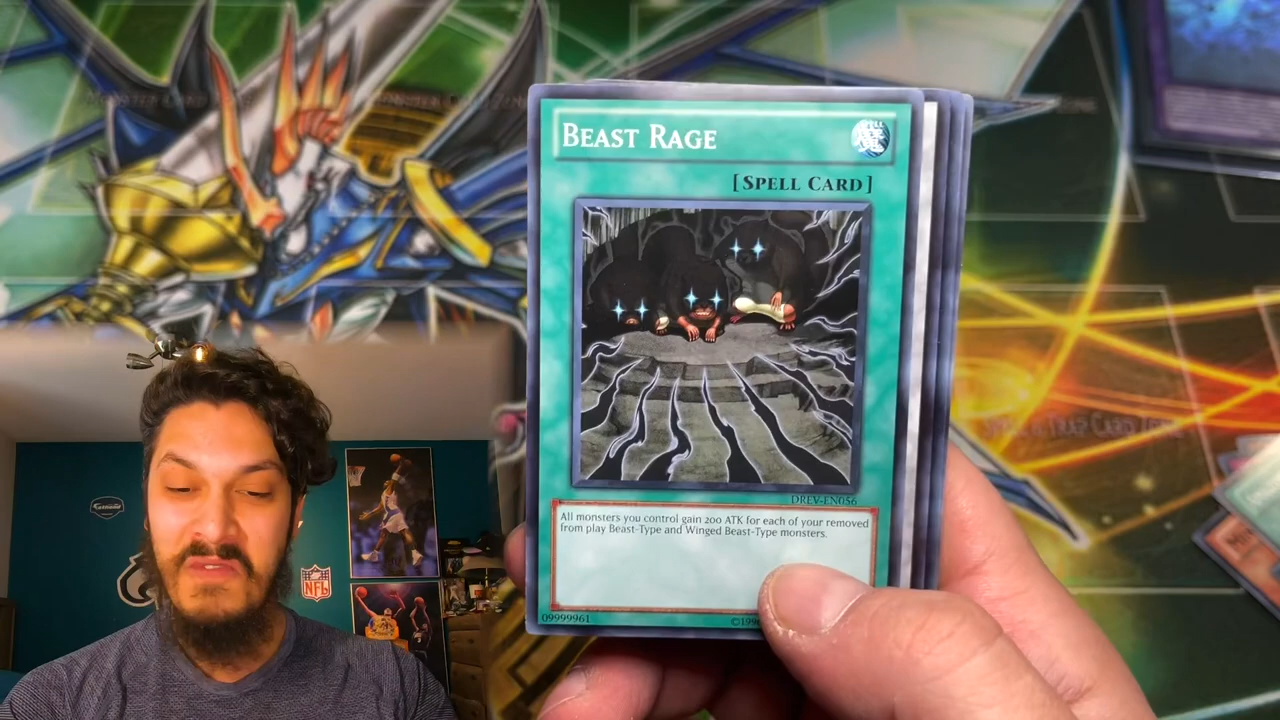 BEAST RAGE
[SPELL CARD]
DREV-EN056
All monsters you control gain 200 ATK for each of your removed
from play Beast-Type and Winged Beast-Type monsters.
09999961
©199
NFL